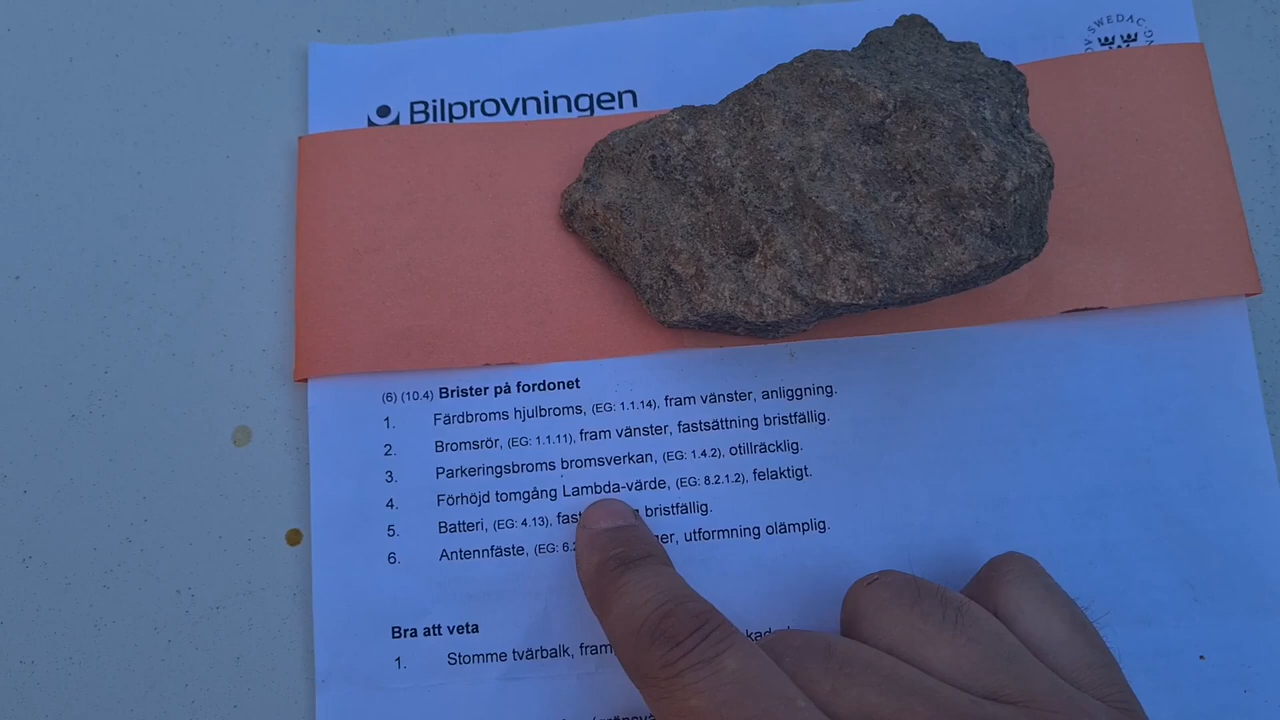 SWEDAC
Bilprovningen
(6) (10.4) Brister på fordonet
1. Färdbroms hjulbroms, (EG: 1.1.14), fram vänster, anliggning.
2. Bromsrör, (EG: 1.1.11), fram vänster, fastsättning bristfällig.
3. Parkeringsbroms bromsverkan, (EG: 1.4.2), otillräcklig.
4. Förhöjd tomgång Lambda-värde, (EG: 8.2.1.2), felaktigt.
5. Batteri, (EG: 4.13), bristfällig.
6. Antennfäste, (EG: utformning olämplig.
Bra att veta
1. Stomme tvärbalk, fram